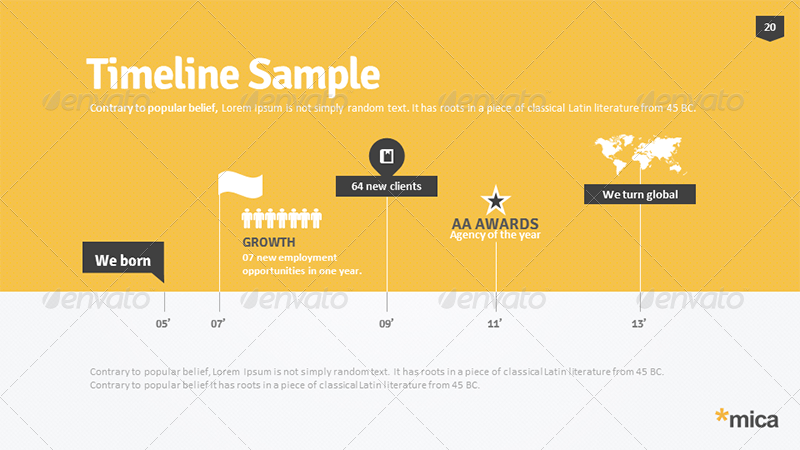 20
Timeline Sample
Contrary to popular belief, Lorem Ipsum is not simply random text. It has roots in a piece of classical Latin literature from 45 BC.
64 new clients
We turn global
AA AWARDS
Agency of the year
GROWTH
07 new employment
opportunities in one year.
We born
05'
07'
09'
11'
13'
Contrary to popular belief, Lorem Ipsum is not simply random text. It has roots in a piece of classical Latin literature from 45 BC.
Contrary to popular belief It has roots in a piece of classical Latin literature from 45 BC.
*mica
envato
envato
envato
envato
envato
envato
envato
envato